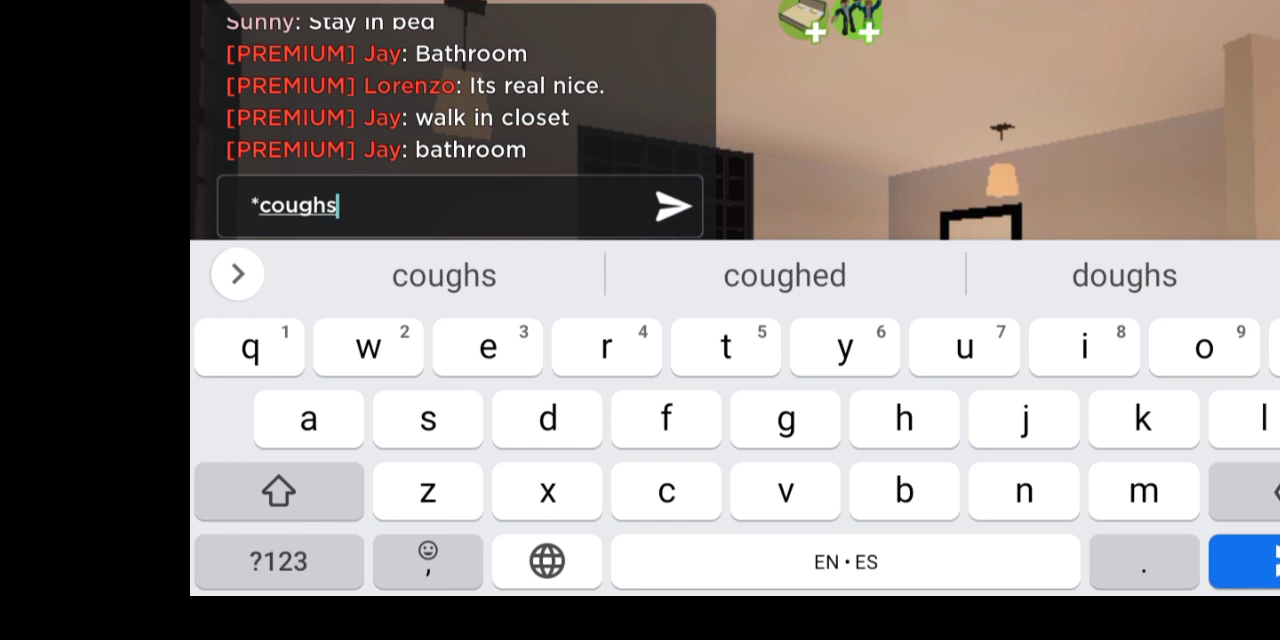 Sunny: Stay in bed
[PREMIUM] Jay: Bathroom
[PREMIUM] Lorenzo: Its real nice.
[PREMIUM] Jay: walk in closet
[PREMIUM] Jay: bathroom
*coughs
coughs coughed doughs
q 1 w 2 e 3 r 4 t 5 y 6 u 7 i 8 o 9
a s d f g h j k l
z x c v b n m
?123 , EN • ES .